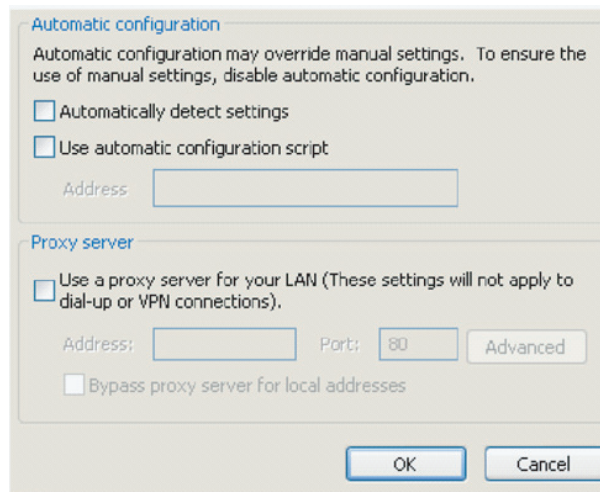 Automatic configuration
Automatic configuration may override manual settings. To ensure the
use of manual settings, disable automatic configuration.
Automatically detect settings
Use automatic configuration script
Address
Proxy server
Use a proxy server for your LAN (These settings will not apply to
dial-up or VPN connections).
Address: Port: 80 Advanced
Bypass proxy server for local addresses
OK Cancel